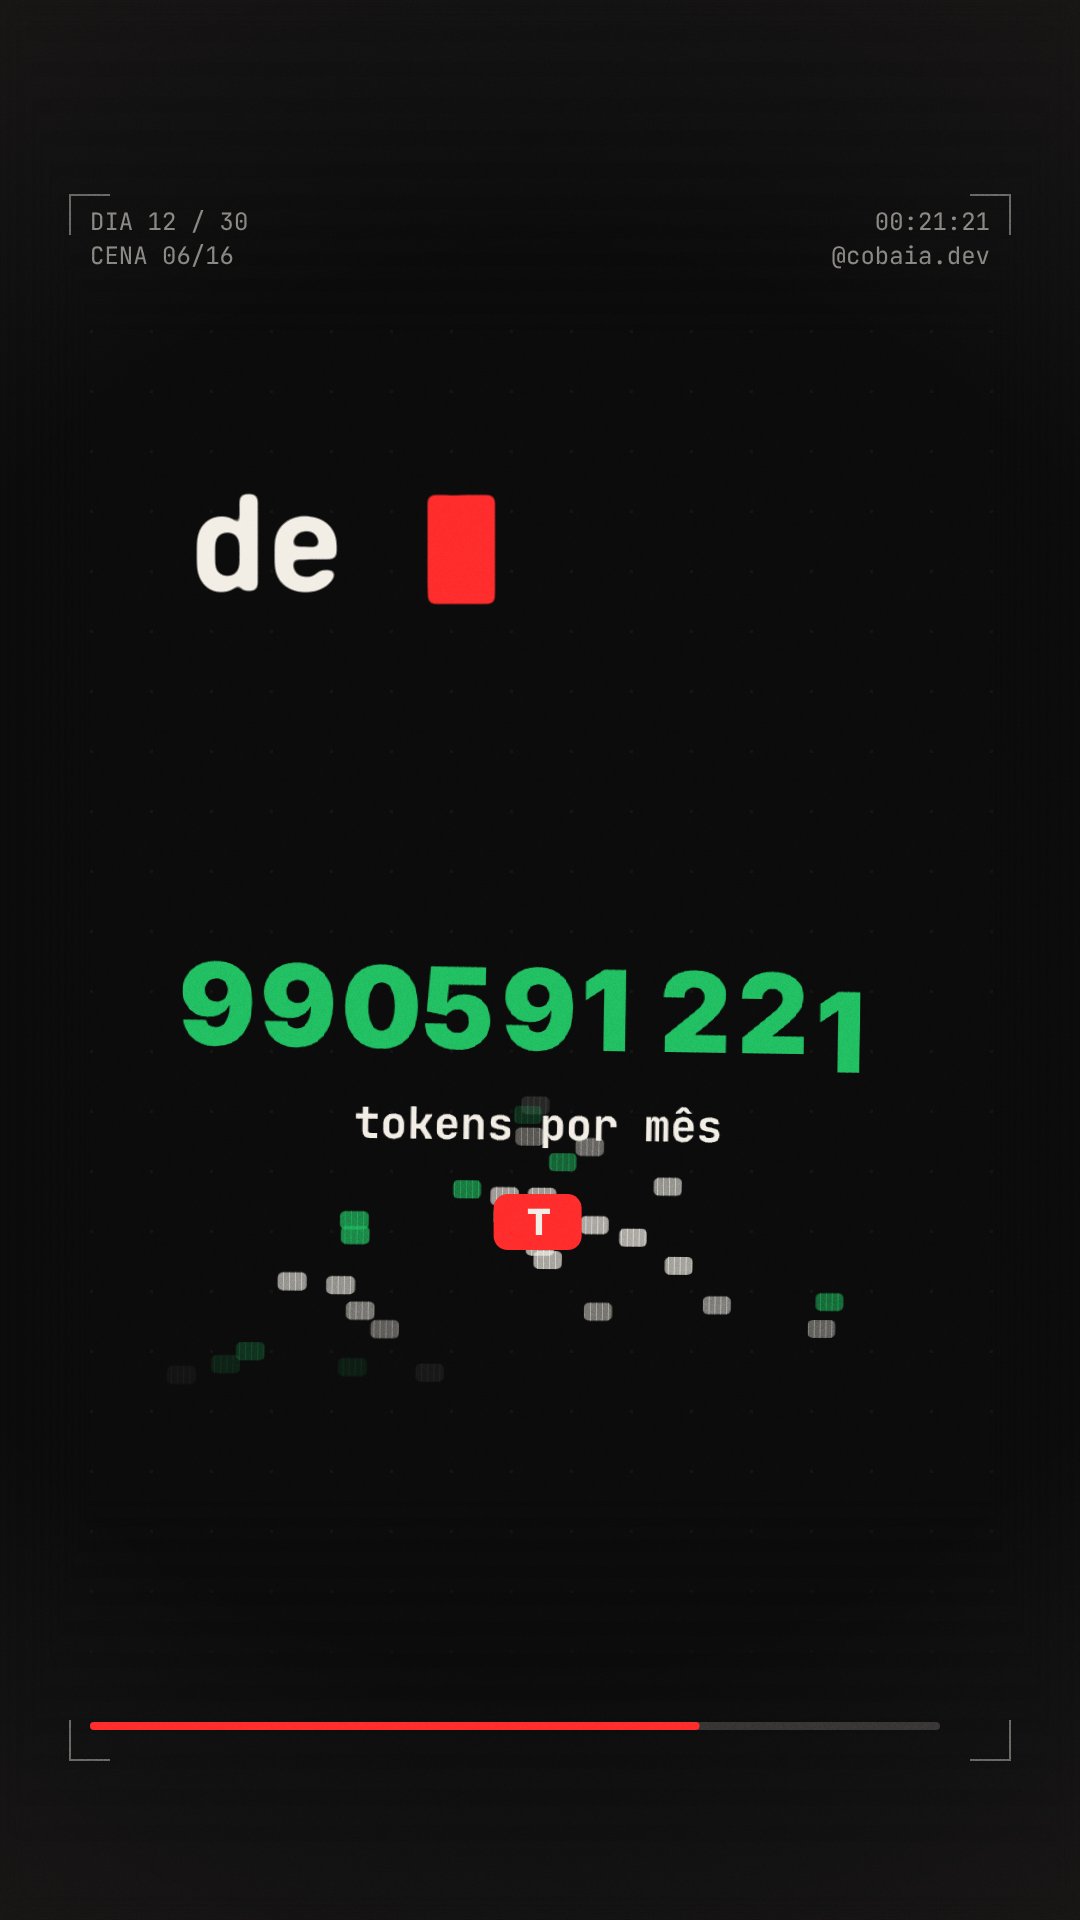 DIA 12 / 30
CENA 06/16
00:21:21
@cobaia.dev
de
990591221
tokens por mês
T